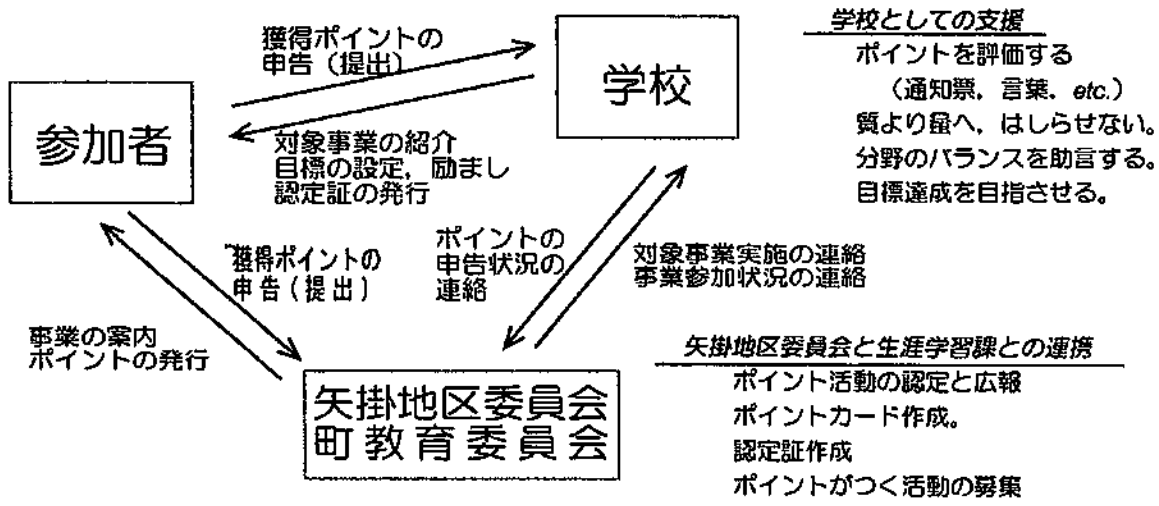 獲得ポイントの
申告(提出)
学校
学校としての支援
ポイントを評価する
(通知票,言葉,etc.)
質より量へ,はしらせない。
分野のバランスを助言する。
目標達成を目指させる。
参加者
対象事業の紹介
目標の設定,励まし
認定証の発行
獲得ポイントの
申告(提出)
ポイントの
申告状況の
連絡
対象事業実施の連絡
事業参加状況の連絡
事業の案内
ポイントの発行
矢掛地区委員会
町教育委員会
矢掛地区委員会と生涯学習課との連携
ポイント活動の認定と広報
ポイントカード作成。
認定証作成
ポイントがつく活動の募集